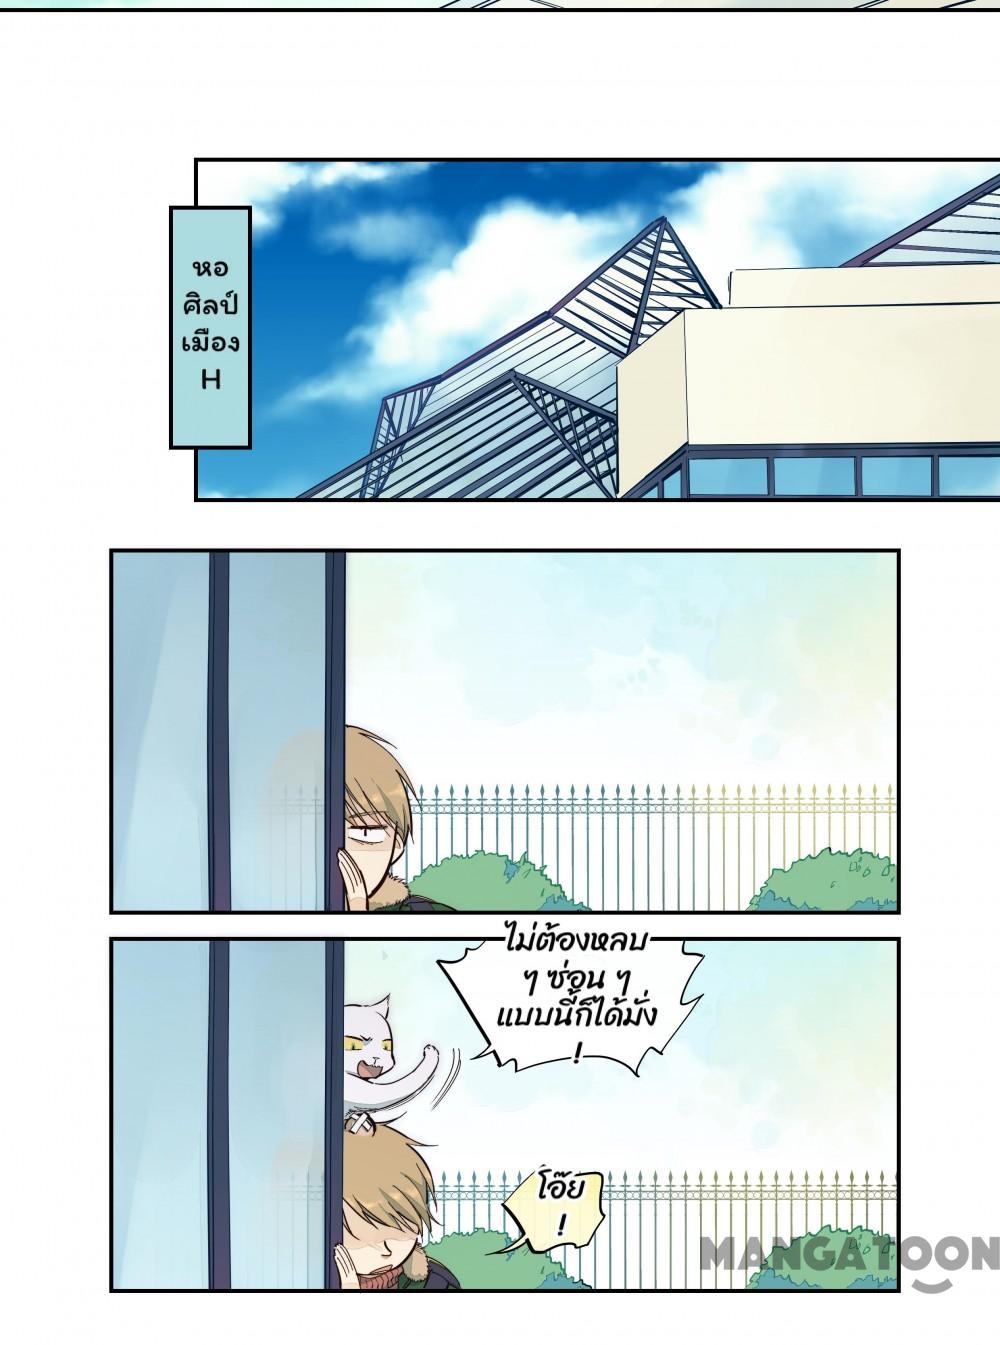 หอ
ศิลป์
เมือง
H
ไม่ต้องหลบ
ๆ ซ่อน ๆ
แบบนี้ก็ได้มั่ง
!
โอ๊ย
!
MANGATOON